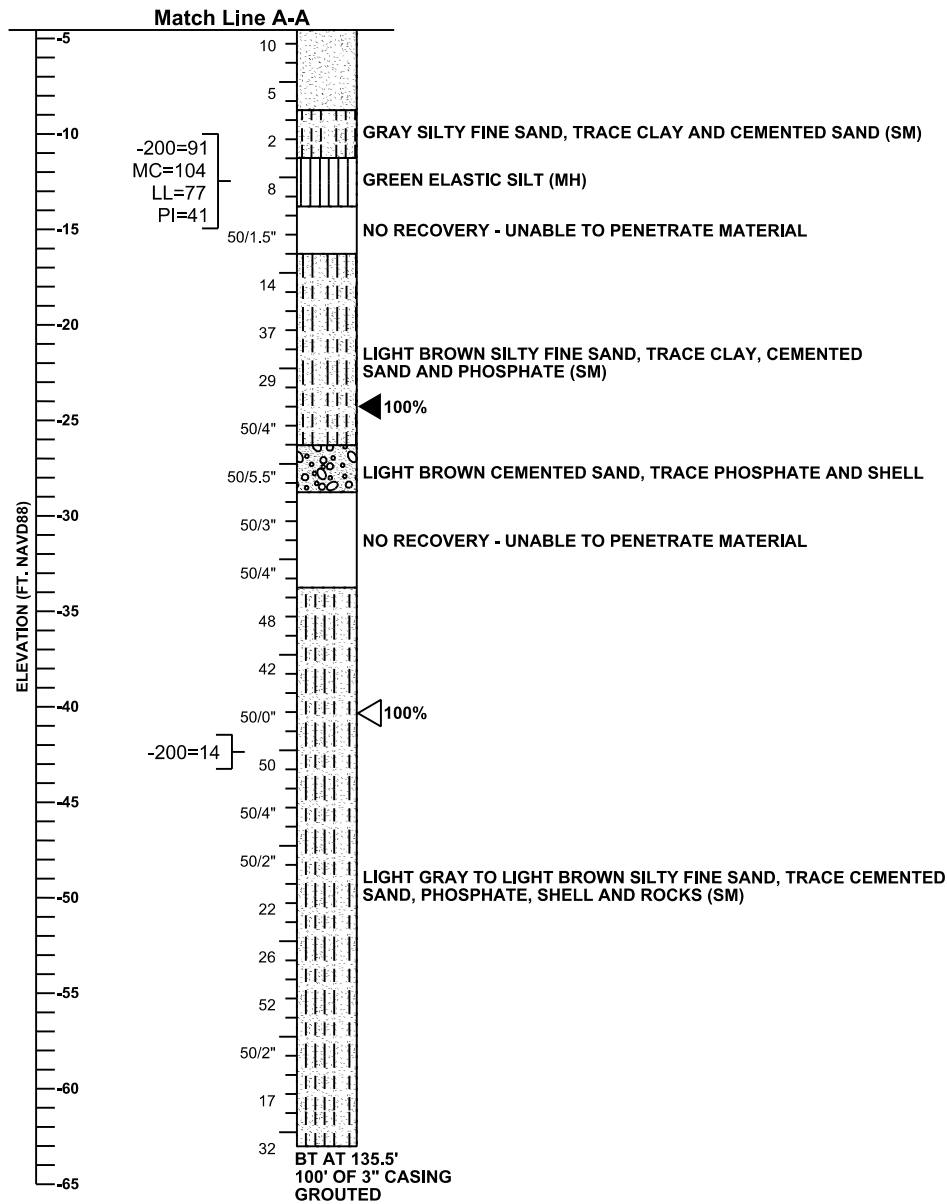 Match Line A-A
-5
10
5
-10
2
GRAY SILTY FINE SAND, TRACE CLAY AND CEMENTED SAND (SM)
-200=91
MC=104
LL=77
PI=41
8
GREEN ELASTIC SILT (MH)
-15
50/1.5"
NO RECOVERY - UNABLE TO PENETRATE MATERIAL
14
-20
37
LIGHT BROWN SILTY FINE SAND, TRACE CLAY, CEMENTED
SAND AND PHOSPHATE (SM)
29
100%
-25
50/4"
50/5.5"
LIGHT BROWN CEMENTED SAND, TRACE PHOSPHATE AND SHELL
-30
50/3"
NO RECOVERY - UNABLE TO PENETRATE MATERIAL
50/4"
ELEVATION (FT. NAVD88)
-35
48
42
-40
50/0"
100%
-200=14
50
-45
50/4"
50/2"
LIGHT GRAY TO LIGHT BROWN SILTY FINE SAND, TRACE CEMENTED
SAND, PHOSPHATE, SHELL AND ROCKS (SM)
-50
22
26
-55
52
50/2"
-60
17
32
BT AT 135.5'
100' OF 3" CASING
GROUTED
-65